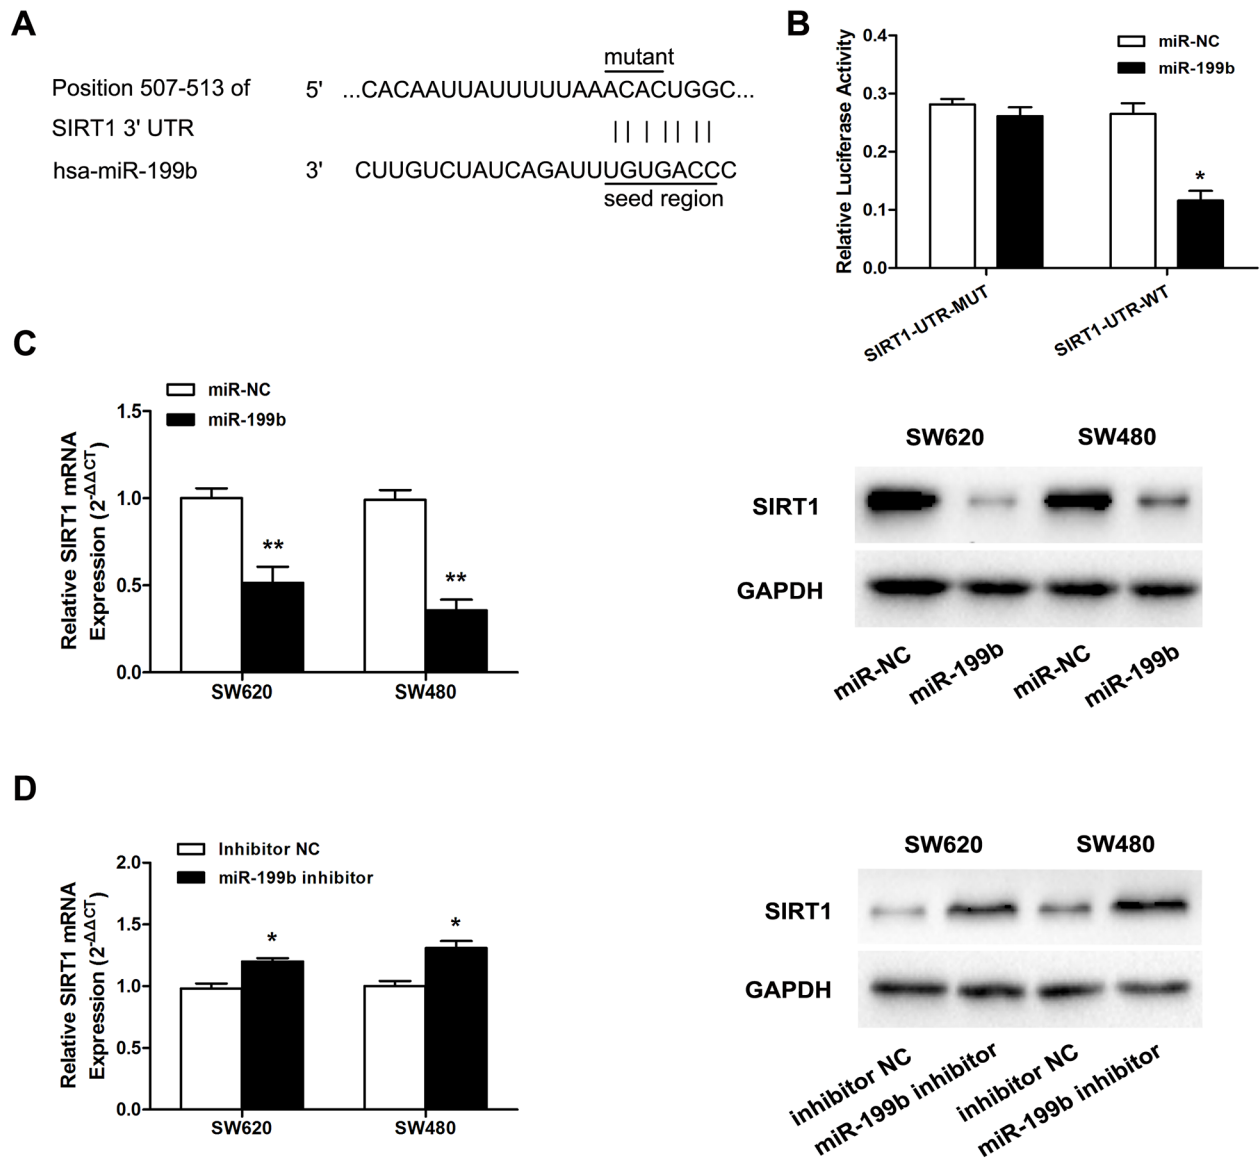 A
mutant
Position 507-513 of 5' ...CACAAUUAUUUUUAAACACUGGC...
SIRT1 3' UTR
hsa-miR-199b 3' CUUGUCUAUCAGAUUUGUGACCC
seed region
B
Relative Luciferase Activity
0.4
0.3
0.2
0.1
0.0
miR-NC
miR-199b
*
SIRT1-UTR-MUT
SIRT1-UTR-WT
C
Relative SIRT1 mRNA
Expression (2-ΔΔCT)
miR-NC
miR-199b
1.5
1.0
0.5
0.0
**
**
SW620
SW480
SW620 SW480
SIRT1
GAPDH
miR-NC
miR-199b
miR-NC
miR-199b
D
Relative SIRT1 mRNA
Expression (2-ΔΔCT)
Inhibitor NC
miR-199b inhibitor
2.0
1.5
1.0
0.5
0.0
*
*
SW620
SW480
SW620 SW480
SIRT1
GAPDH
inhibitor NC
miR-199b inhibitor
inhibitor NC
miR-199b inhibitor